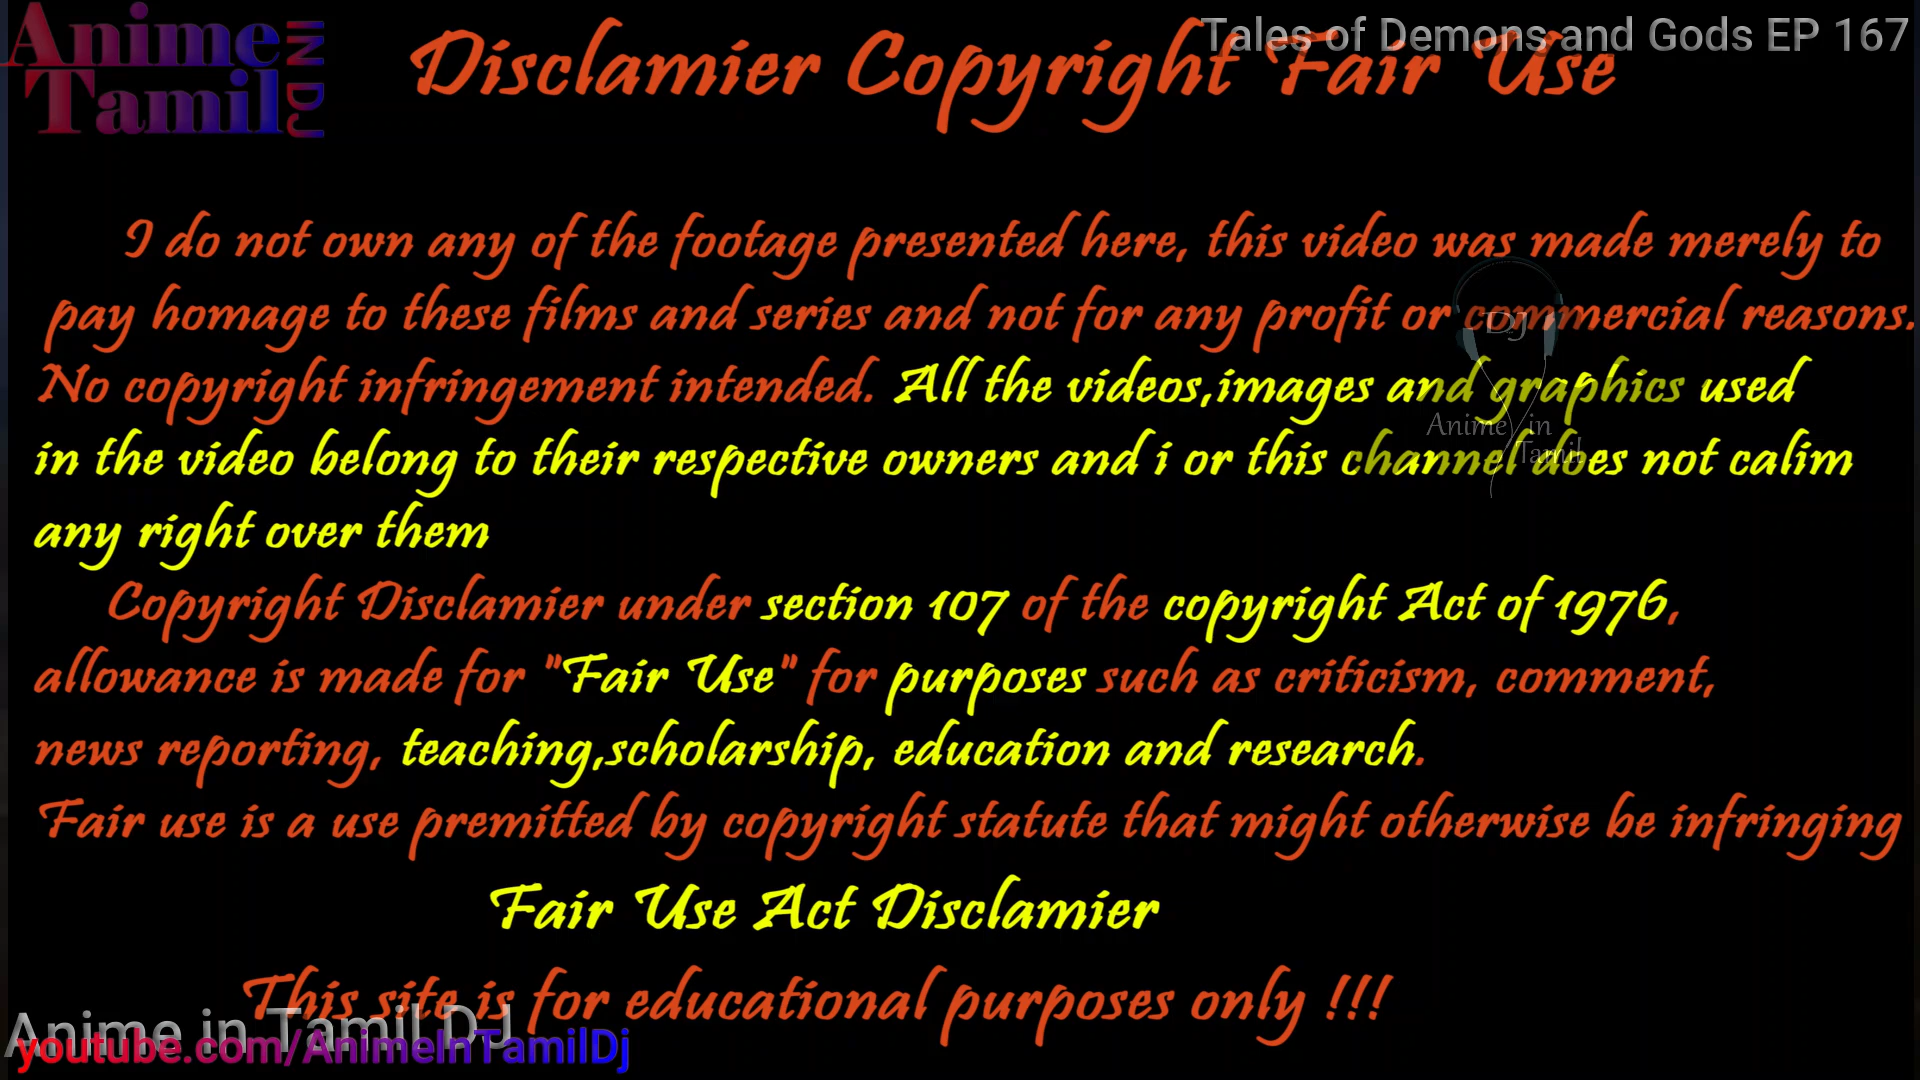 Anime
Tamil
IN DJ
Tales of Demons and Gods EP 167
Disclamier Copyright Fair Use
I do not own any of the footage presented here, this video was made merely to
pay homage to these films and series and not for any profit or commercial reasons.
No copyright infringement intended. All the videos,images and graphics used
in the video belong to their respective owners and i or this channel does not calim
any right over them
Copyright Disclamier under section 107 of the copyright Act of 1976,
allowance is made for "Fair Use" for purposes such as criticism, comment,
news reporting, teaching,scholarship, education and research.
Fair use is a use premitted by copyright statute that might otherwise be infringing
Fair Use Act Disclamier
This site is for educational purposes only !!!
DJ
Anime in
Tamil
Anime in Tamil DJ
youtube.com/AnimeInTamilDj